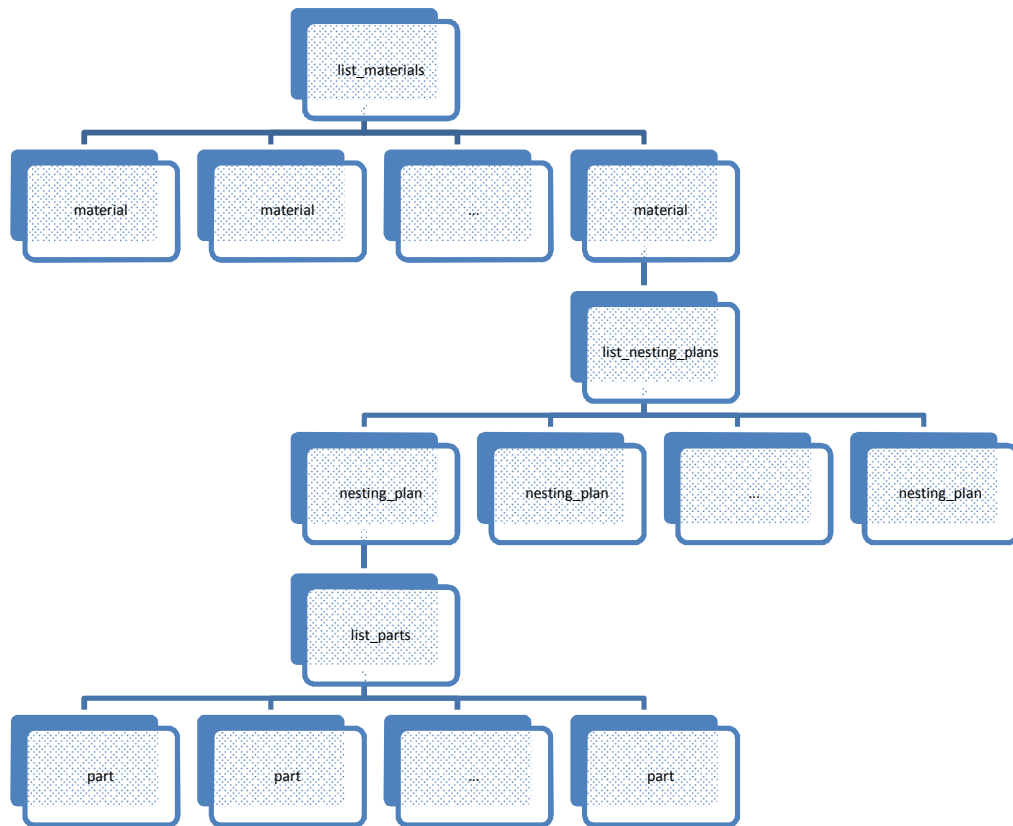 list_materials
material
material
...
material
list_nesting_plans
nesting_plan
nesting_plan
...
nesting_plan
list_parts
part
part
...
part